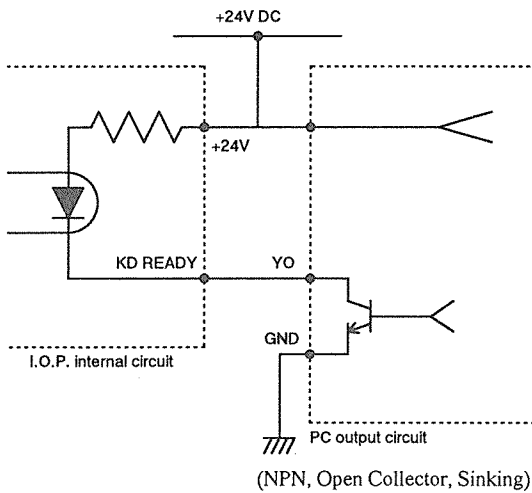 +24V DC
+24V
KD READY
YO
GND
I.O.P. internal circuit
PC output circuit
(NPN, Open Collector, Sinking)